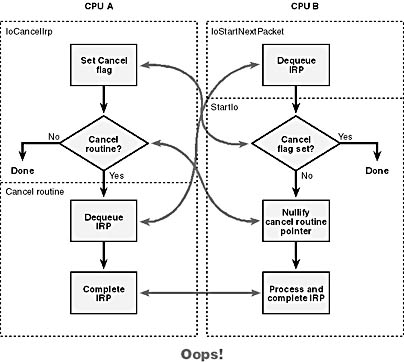 CPU A
CPU B
IoCancelIrp
IoStartNextPacket
Set Cancel
flag
Dequeue
IRP
StartIo
No
Cancel
routine?
Yes
Done
Cancel
flag set?
Yes
Done
No
Cancel routine
Dequeue
IRP
Nullify
cancel routine
pointer
Complete
IRP
Process and
complete IRP
Oops!